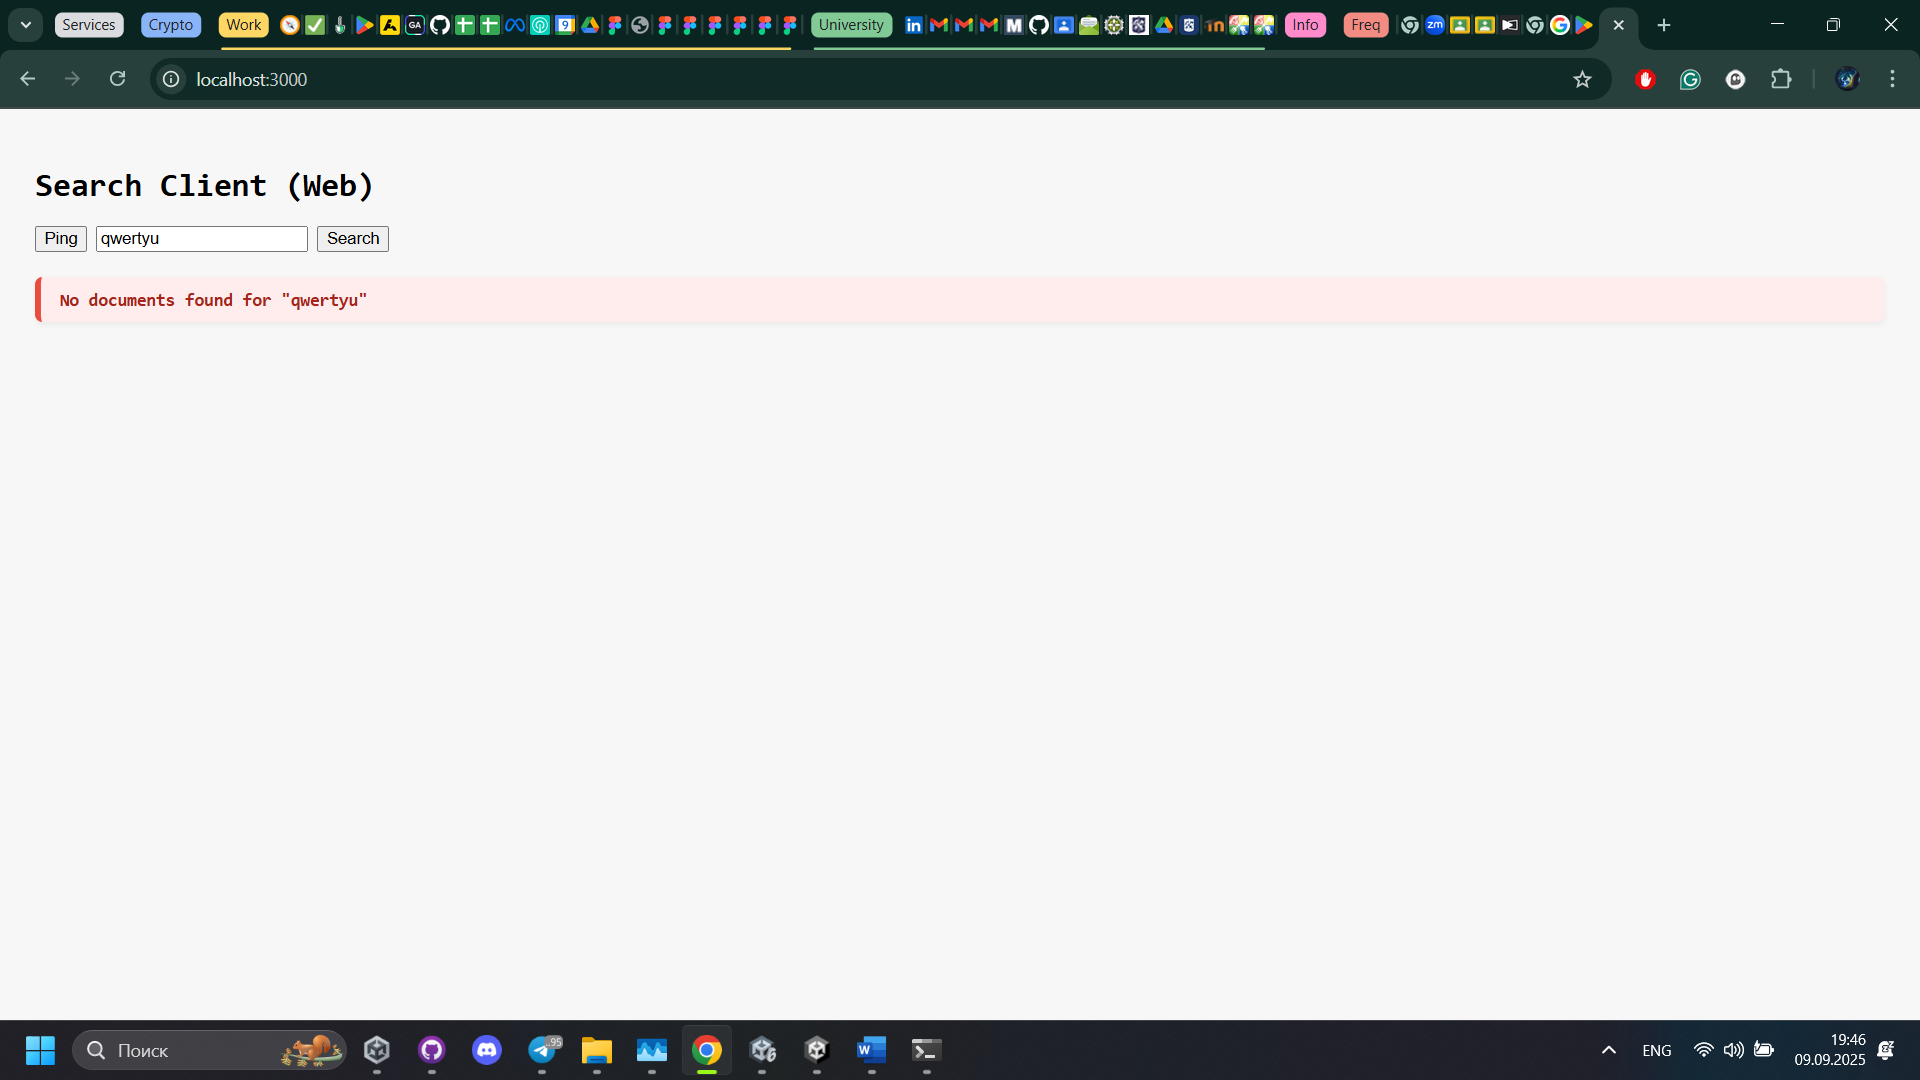 Services Crypto Work University Info Freq
localhost:3000
Search Client (Web)
Ping qwertyu Search
No documents found for "qwertyu"
Поиск
95
ENG
19:46
09.09.2025